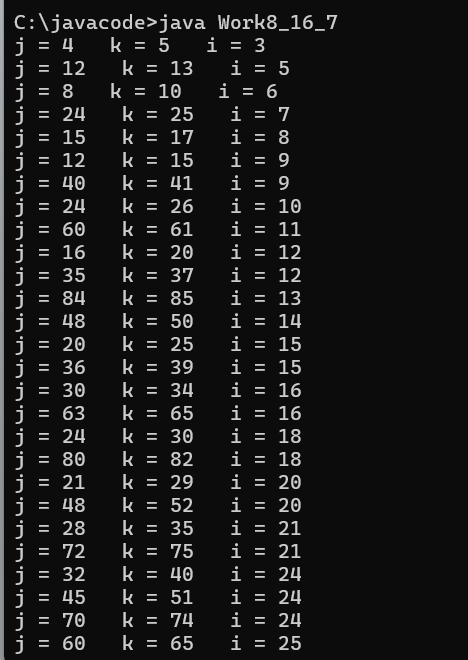 C:\javacode>java Work8_16_7
j = 4   k = 5   i = 3
j = 12   k = 13   i = 5
j = 8   k = 10   i = 6
j = 24   k = 25   i = 7
j = 15   k = 17   i = 8
j = 12   k = 15   i = 9
j = 40   k = 41   i = 9
j = 24   k = 26   i = 10
j = 60   k = 61   i = 11
j = 16   k = 20   i = 12
j = 35   k = 37   i = 12
j = 84   k = 85   i = 13
j = 48   k = 50   i = 14
j = 20   k = 25   i = 15
j = 36   k = 39   i = 15
j = 30   k = 34   i = 16
j = 63   k = 65   i = 16
j = 24   k = 30   i = 18
j = 80   k = 82   i = 18
j = 21   k = 29   i = 20
j = 48   k = 52   i = 20
j = 28   k = 35   i = 21
j = 72   k = 75   i = 21
j = 32   k = 40   i = 24
j = 45   k = 51   i = 24
j = 70   k = 74   i = 24
j = 60   k = 65   i = 25